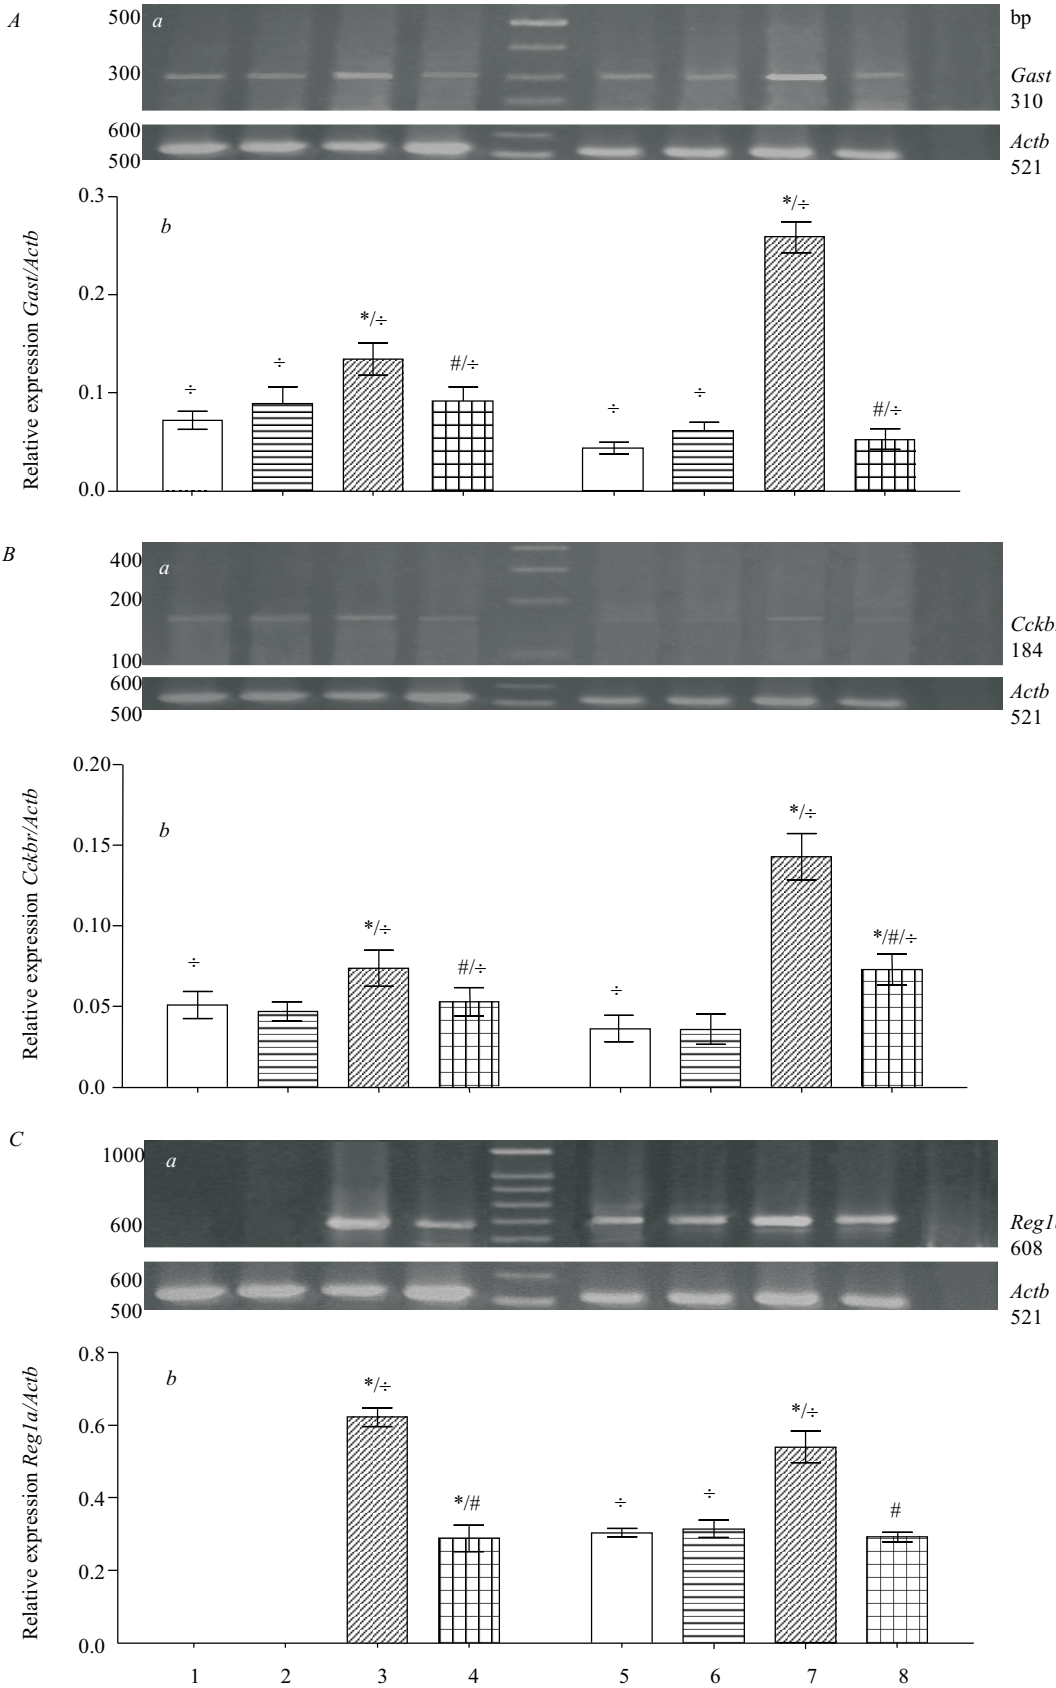 A
500
a
bp
300
Gast
310
600
Actb
500
521
0.3
b
*/÷
0.2
*/÷
÷
÷
#/÷
0.1
÷
÷
#/÷
0.0
Relative expression Gast/Actb
B
400
a
200
Cckb
184
100
600
Actb
500
521
0.20
b
*/÷
0.15
0.10
÷
*/÷
#/÷
÷
*/#/÷
0.05
0.0
Relative expression Cckbr/Actb
C
1000
a
600
Reg1
608
600
Actb
500
521
0.8
b
*/÷
*/÷
0.6
0.4
*/#
÷
÷
#
0.2
0.0
Relative expression Reg1a/Actb
1 2 3 4 5 6 7 8